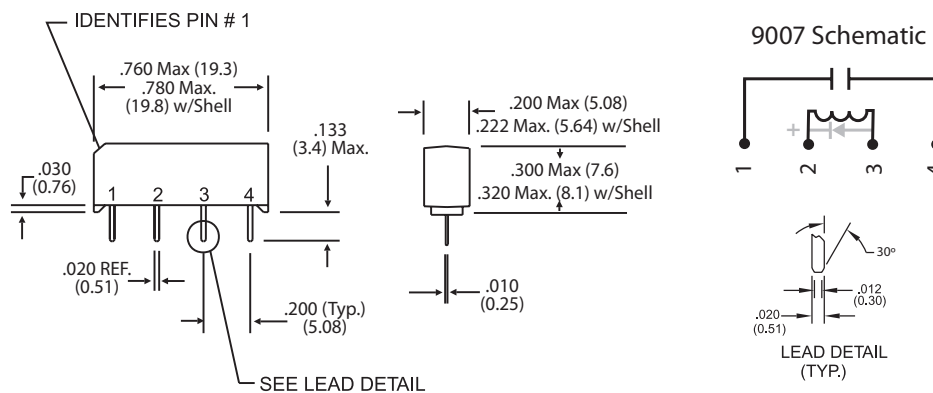 IDENTIFIES PIN # 1
.760 Max (19.3)
.780 Max.
(19.8) w/Shell
.133
(3.4) Max.
.030
(0.76)
1 2 3 4
.020 REF.
(0.51)
.200 (Typ.)
(5.08)
SEE LEAD DETAIL
.200 Max (5.08)
.222 Max. (5.64) w/Shell
.300 Max (7.6)
.320 Max. (8.1) w/Shell
.010
(0.25)
9007 Schematic
+
1 2 3 4
30º
.012
(0.30)
.020
(0.51)
LEAD DETAIL
(TYP.)